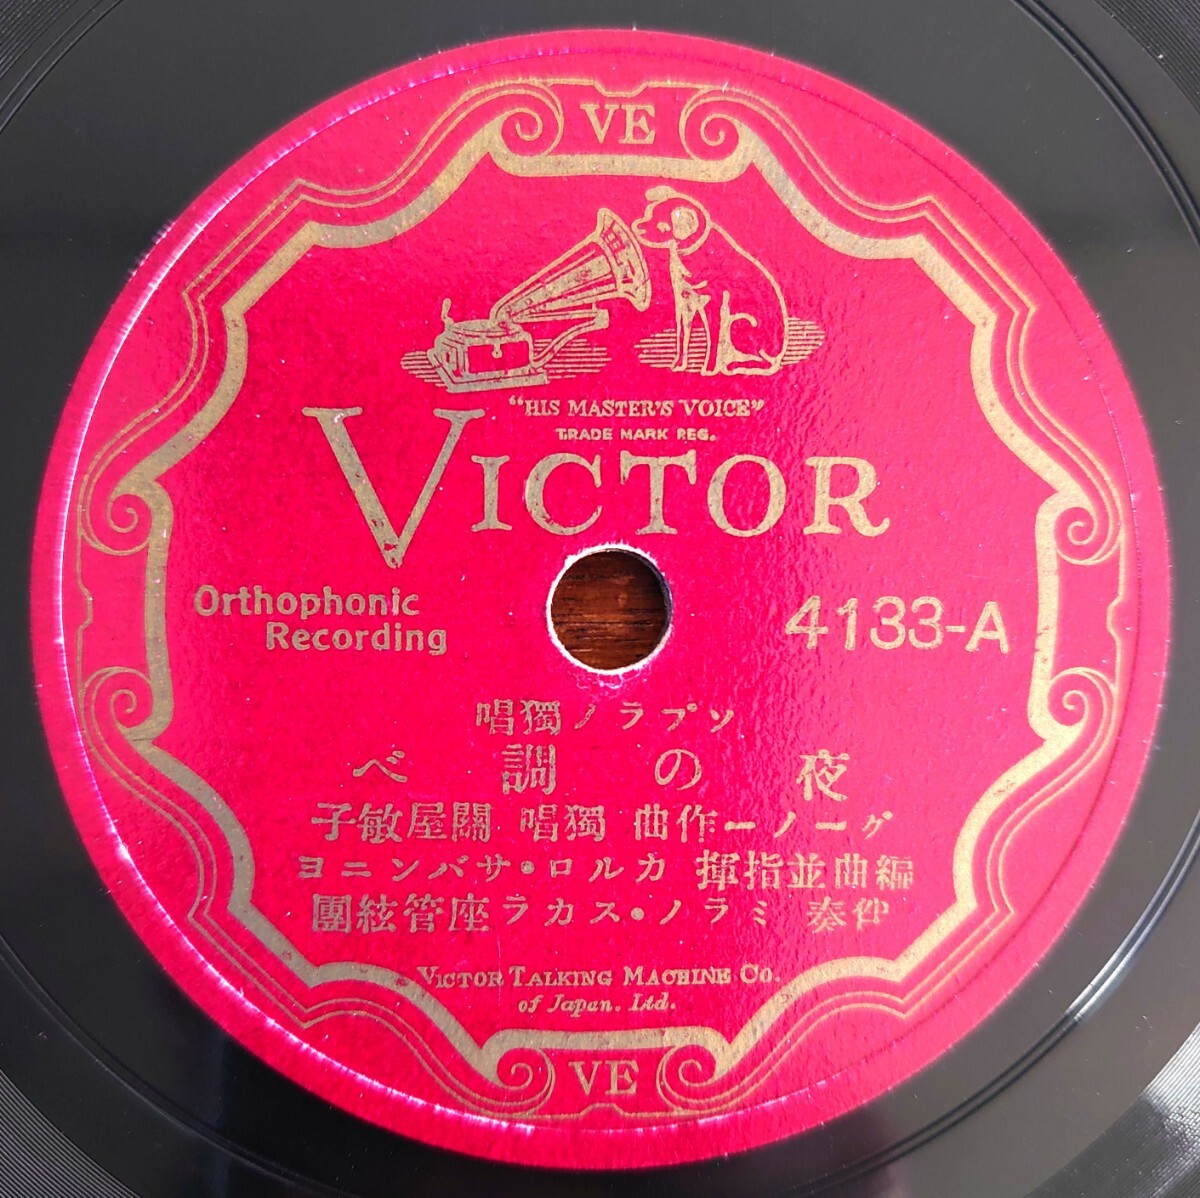 VE
"HIS MASTER'S VOICE"
TRADE MARK REG.
VICTOR
Orthophonic
Recording
4133-A
ソプラノ獨唱
夜の調べ
グーノー作曲 獨唱 關屋敏子
編曲並指揮 カルロ・サバンニヨ
伴奏 ミラノ・スカラ座管絃團
VICTOR TALKING MACHINE CO.
of Japan. Ltd.
VE